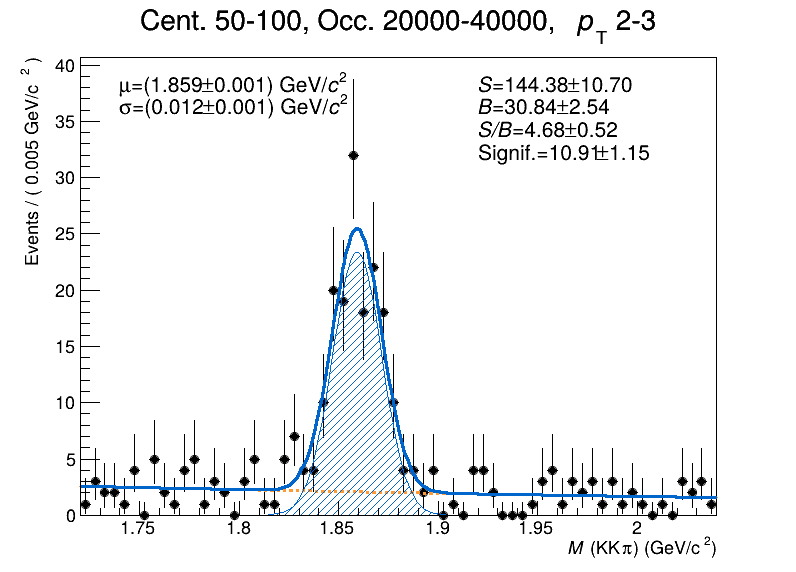 Cent. 50-100, Occ. 20000-40000, pT 2-3
Events / ( 0.005 GeV/c² )
μ=(1.859±0.001) GeV/c²
σ=(0.012±0.001) GeV/c²
S=144.38±10.70
B=30.84±2.54
S/B=4.68±0.52
Signif.=10.91±1.15
40
35
30
25
20
15
10
5
0
1.75 1.8 1.85 1.9 1.95 2
M (KKπ) (GeV/c²)